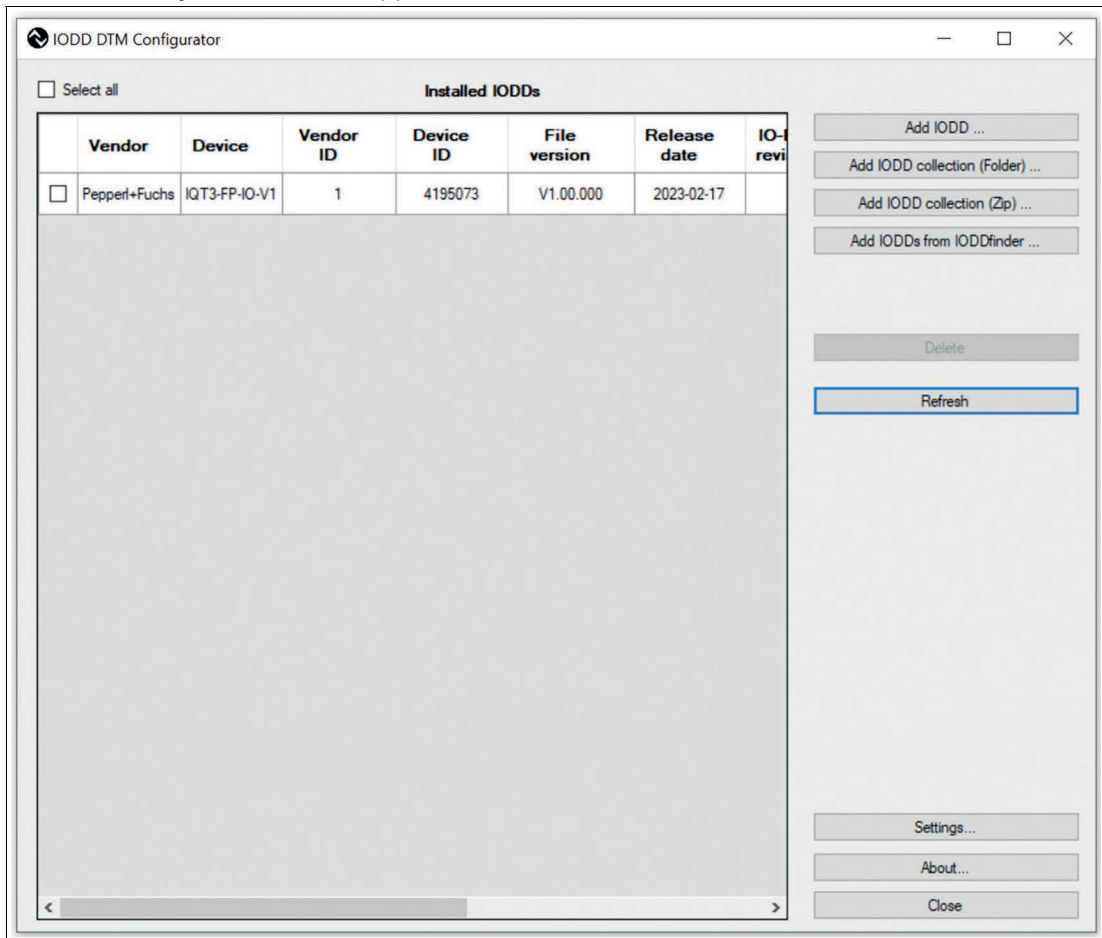 IODD DTM Configurator
Select all
Installed IODDs
Vendor Device Vendor ID Device ID File version Release date IO-l revi
Pepperl+Fuchs IQT3-FP-IO-V1 1 4195073 V1.00.000 2023-02-17
Add IODD ...
Add IODD collection (Folder) ...
Add IODD collection (Zip) ...
Add IODDs from IODDfinder ...
Delete
Refresh
Settings...
About...
Close